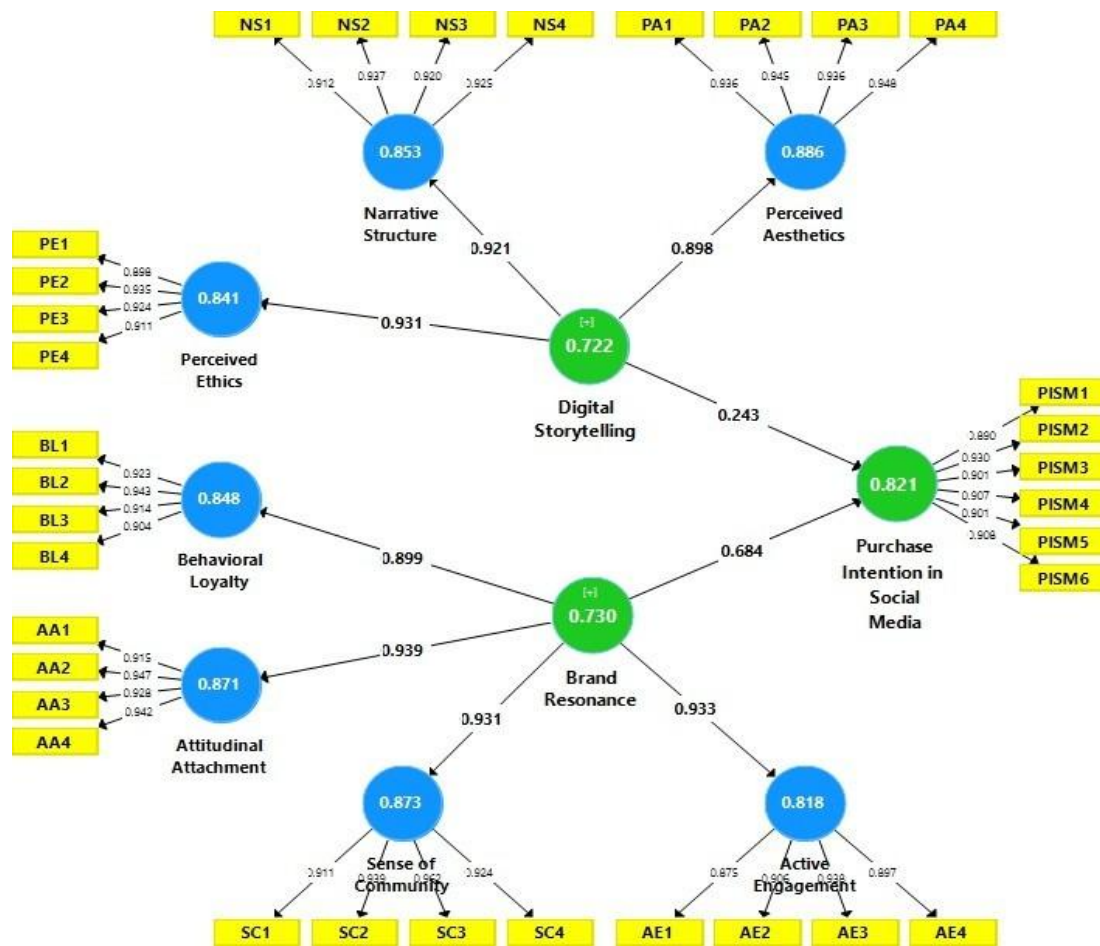 NS1 NS2 NS3 NS4 PA1 PA2 PA3 PA4
0.912 0.937 0.920 0.925 0.936 0.945 0.936 0.948
0.853 0.886
Narrative
Structure
Perceived
Aesthetics
0.921 0.898
PE1
PE2
PE3
PE4
0.898
0.935
0.924
0.911
0.841
Perceived
Ethics
0.931
[+]
0.722
Digital
Storytelling
0.243
PISM1
PISM2
PISM3
PISM4
PISM5
PISM6
0.890
0.930
0.901
0.907
0.901
0.908
0.821
Purchase
Intention in
Social
Media
BL1
BL2
BL3
BL4
0.923
0.943
0.914
0.904
0.848
Behavioral
Loyalty
0.899
0.684
[+]
0.730
Brand
Resonance
AA1
AA2
AA3
AA4
0.915
0.947
0.928
0.942
0.871
Attitudinal
Attachment
0.939
0.931 0.933
0.873 0.818
Sense of
Community
Active
Engagement
0.911 0.924 0.875 0.897
SC1 SC2 SC3 SC4 AE1 AE2 AE3 AE4